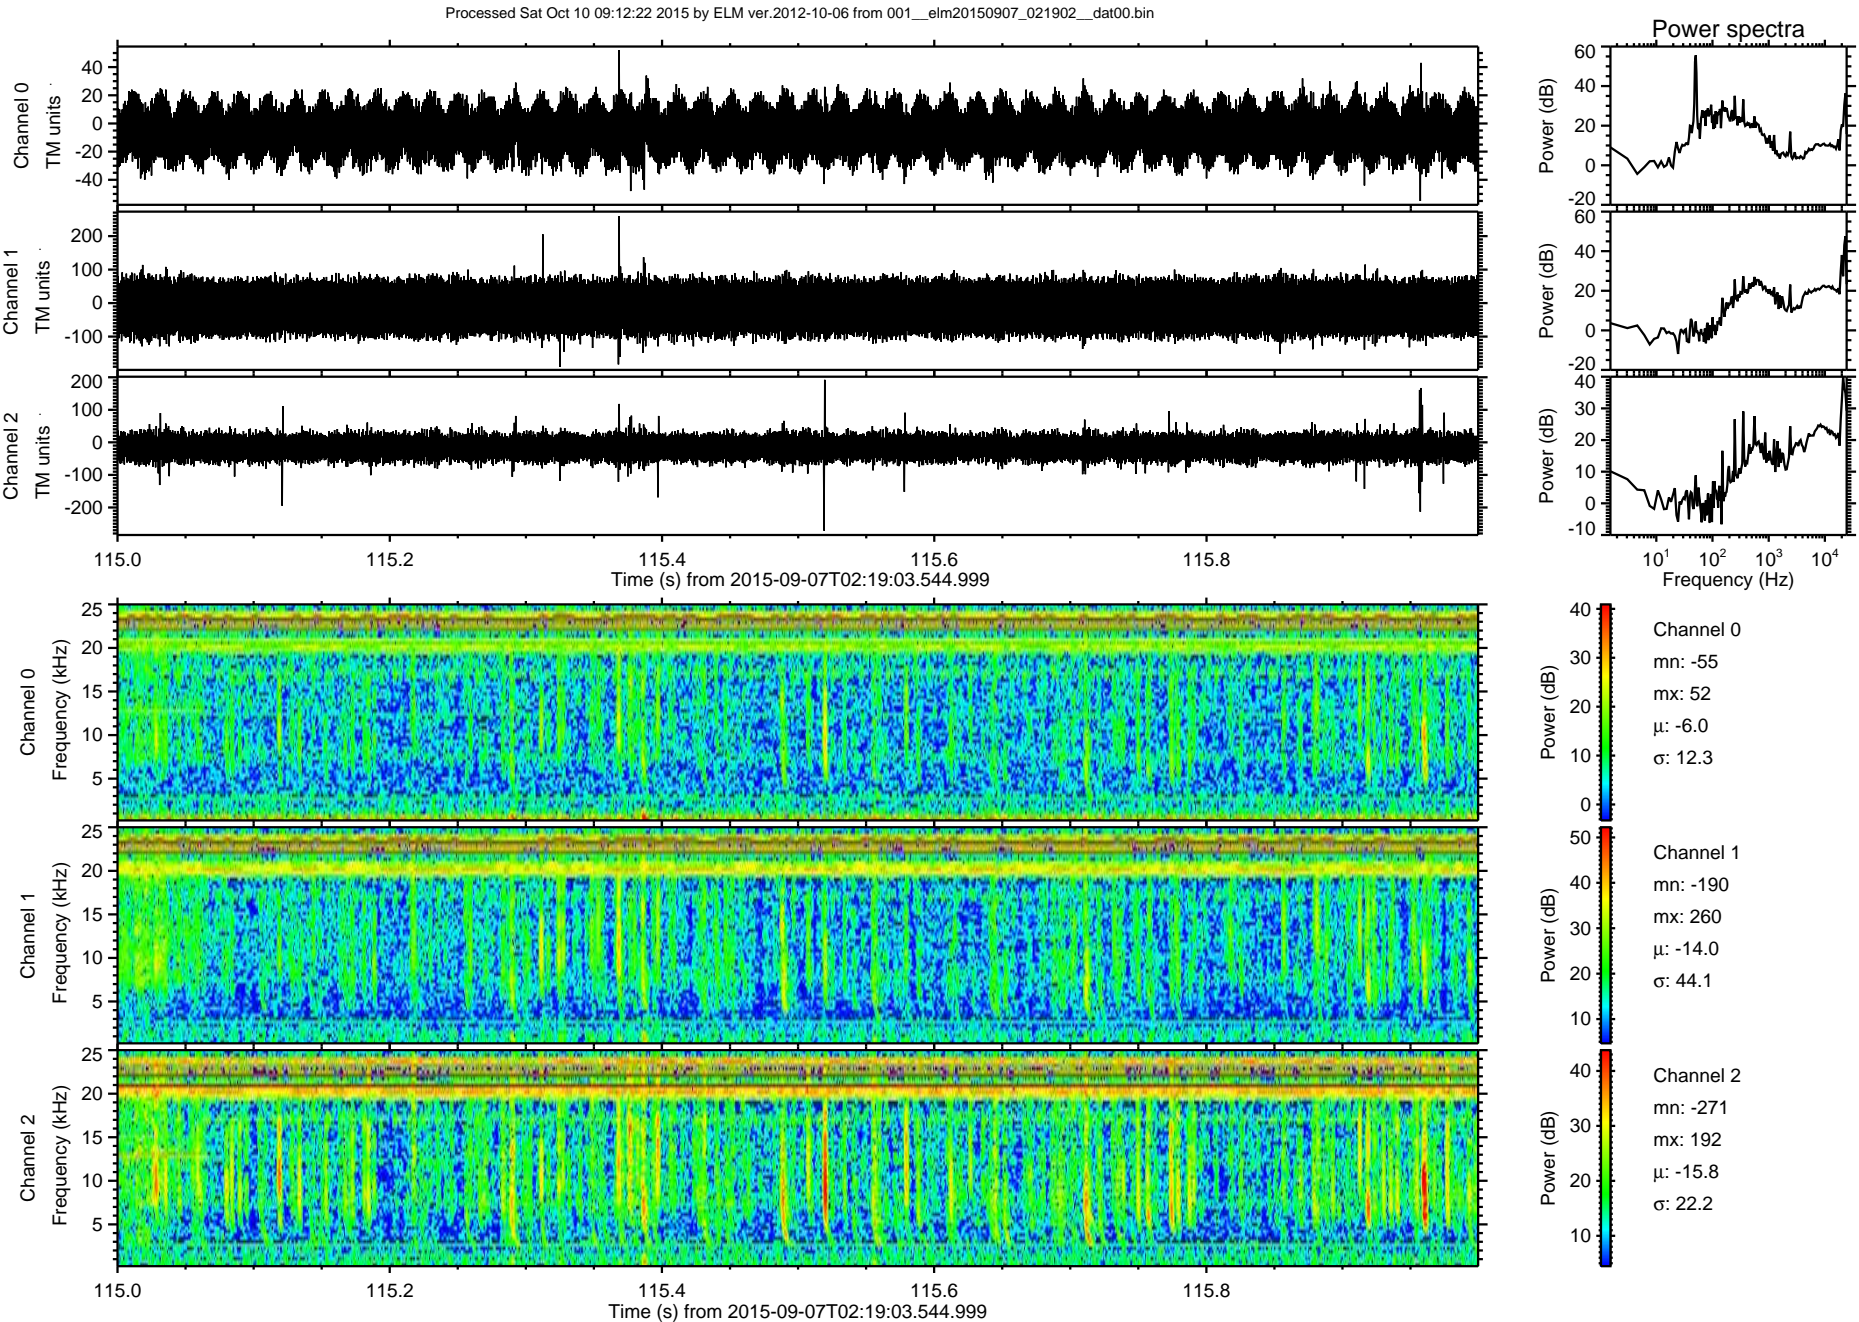 Processed Sat Oct 10 09:12:22 2015 by ELM ver.2012-10-06 from 001__elm20150907_021902__dat00.bin
Power spectra
Channel 0
TM units
40
20
0
-20
-40
Power (dB)
60
40
20
0
-20
Channel 1
TM units
200
100
0
-100
Power (dB)
60
40
20
0
-20
Channel 2
TM units
200
100
0
-100
-200
Power (dB)
40
30
20
10
0
-10
115.0 115.2 115.4 115.6 115.8
Time (s) from 2015-09-07T02:19:03.544.999
10^1 10^2 10^3 10^4
Frequency (Hz)
Channel 0
Frequency (kHz)
25
20
15
10
5
Power (dB)
40
30
20
10
0
Channel 0
mn: -55
mx: 52
μ: -6.0
σ: 12.3
Channel 1
Frequency (kHz)
25
20
15
10
5
Power (dB)
50
40
30
20
10
Channel 1
mn: -190
mx: 260
μ: -14.0
σ: 44.1
Channel 2
Frequency (kHz)
25
20
15
10
5
Power (dB)
40
30
20
10
Channel 2
mn: -271
mx: 192
μ: -15.8
σ: 22.2
115.0 115.2 115.4 115.6 115.8
Time (s) from 2015-09-07T02:19:03.544.999